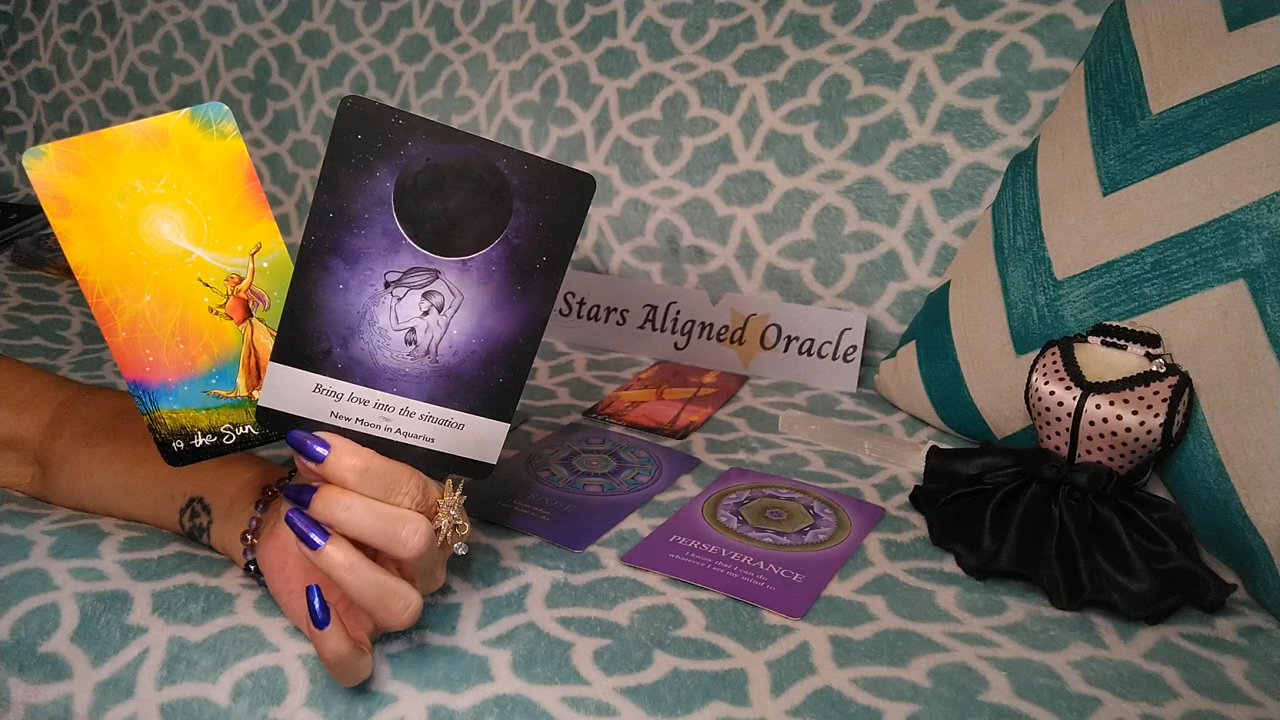 19 the Sun
Bring love into the situation
New Moon in Aquarius
Stars Aligned Oracle
PERSEVERANCE
I know that I can do
whatever I set my mind to